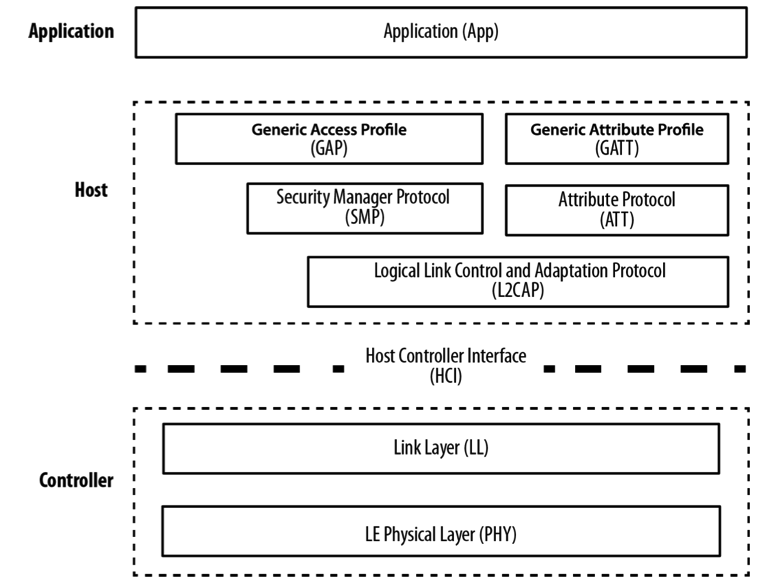 Application
Application (App)
Host
Generic Access Profile
(GAP)
Generic Attribute Profile
(GATT)
Security Manager Protocol
(SMP)
Attribute Protocol
(ATT)
Logical Link Control and Adaptation Protocol
(L2CAP)
Host Controller Interface
(HCI)
Controller
Link Layer (LL)
LE Physical Layer (PHY)